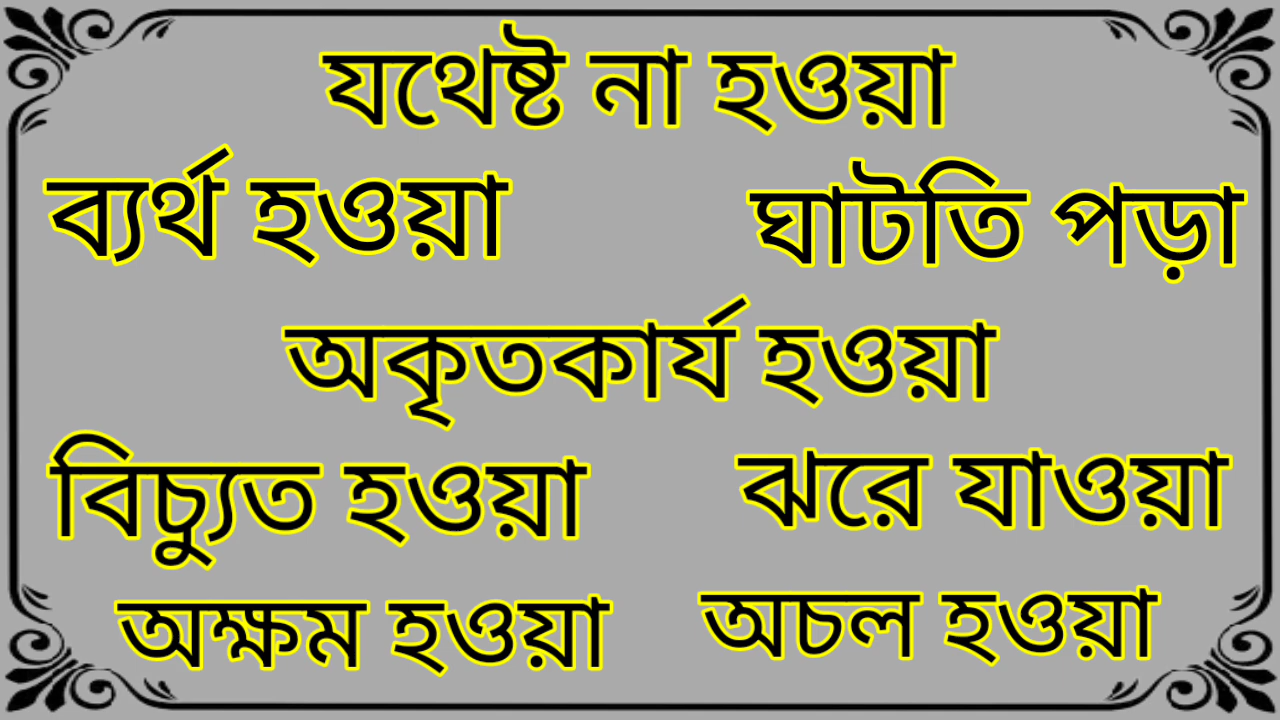 যথেষ্ট না হওয়া
ব্যর্থ হওয়া
ঘাটতি পড়া
অকৃতকার্য হওয়া
বিচ্যুত হওয়া
ঝরে যাওয়া
অক্ষম হওয়া
অচল হওয়া